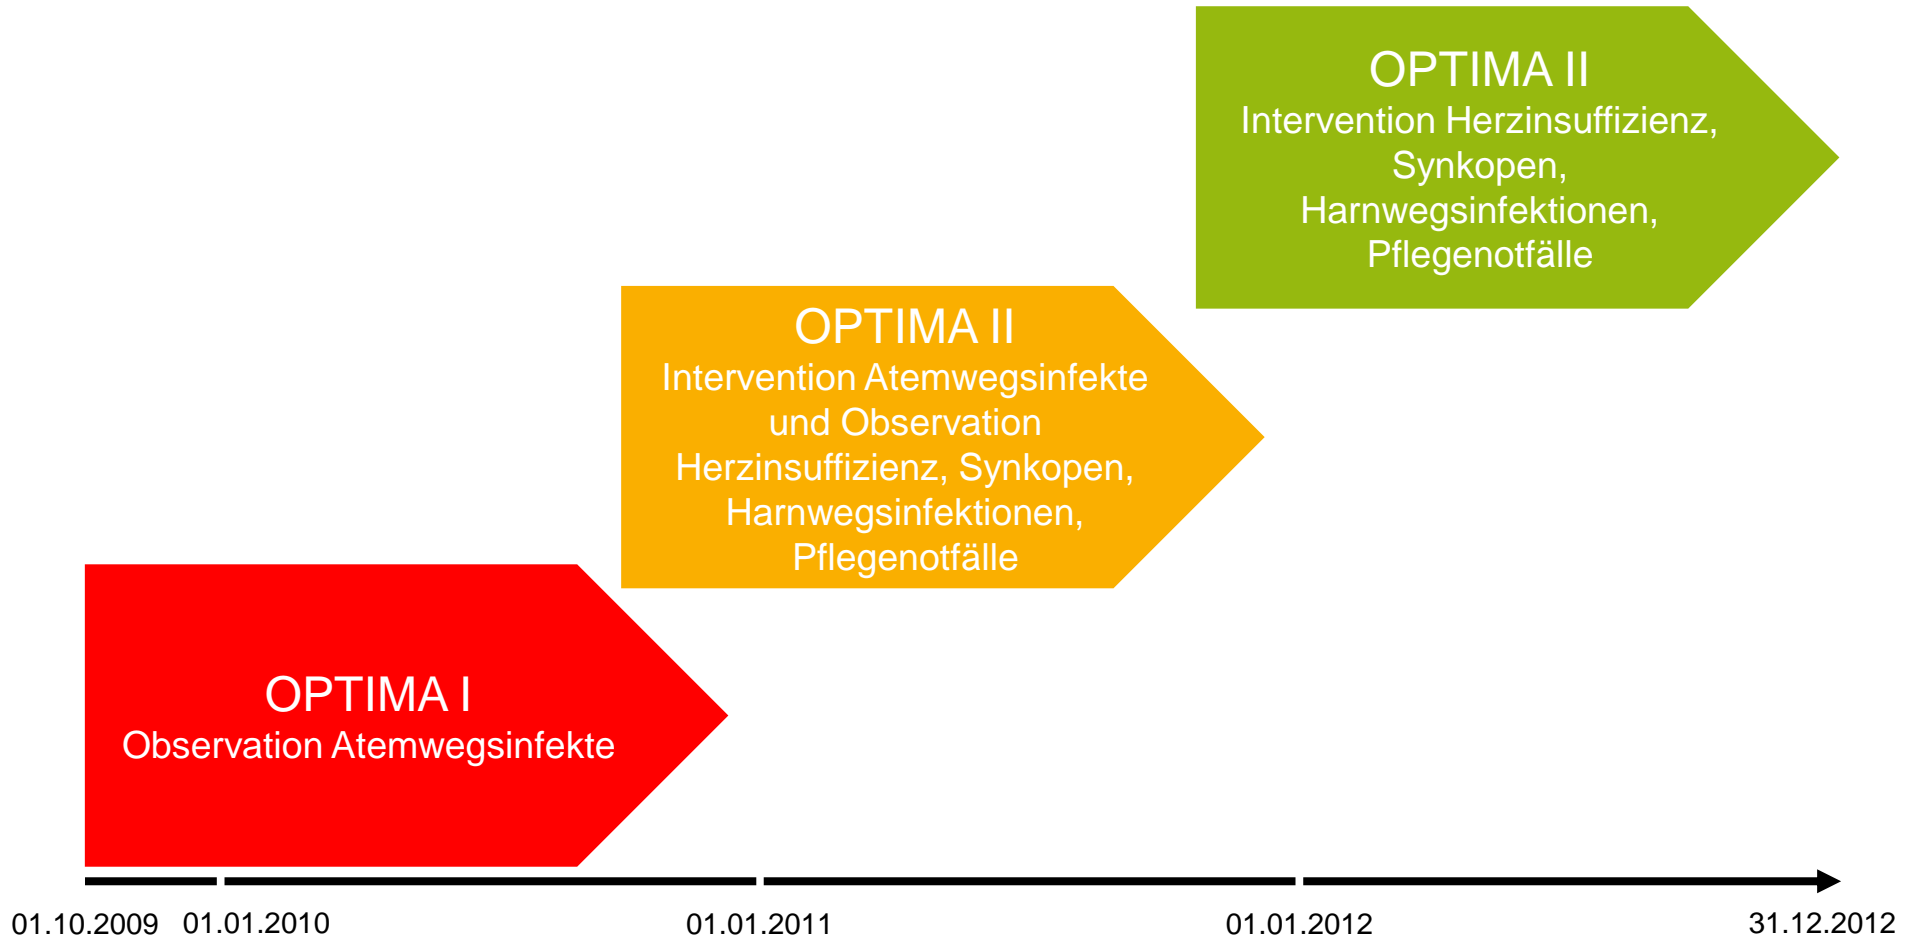 OPTIMA II
Intervention Herzinsuffizienz,
Synkopen,
Harnwegsinfektionen,
Pflegenotfälle
OPTIMA II
Intervention Atemwegsinfekte
und Observation
Herzinsuffizienz, Synkopen,
Harnwegsinfektionen,
Pflegenotfälle
OPTIMA I
Observation Atemwegsinfekte
01.10.2009 01.01.2010 01.01.2011 01.01.2012 31.12.2012